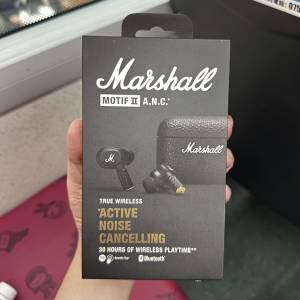 Marshall
MOTIF II A.N.C.*
M
Marshall
TRUE WIRELESS
*ACTIVE
NOISE
CANCELLING
30 HOURS OF WIRELESS PLAYTIME**
Bluetooth®